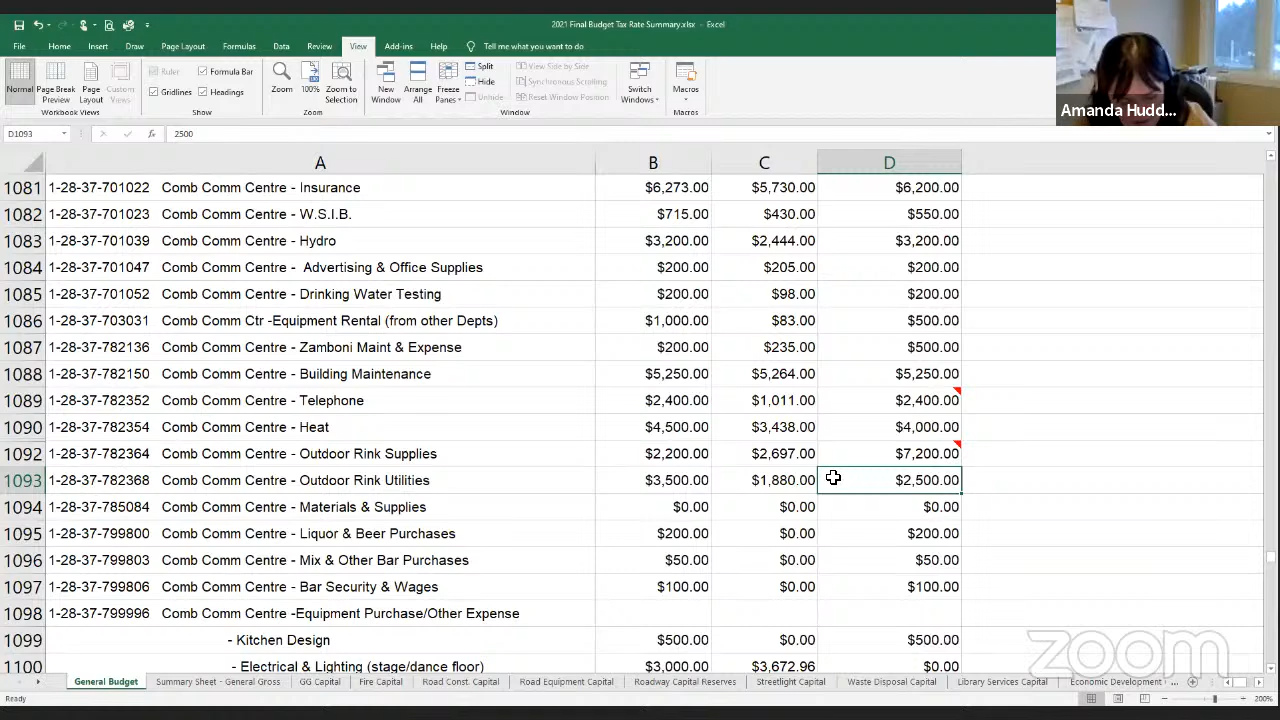 2021 Final Budget Tax Rate Summary.xlsx - Excel
File Home Insert Draw Page Layout Formulas Data Review View Add-ins Help Tell me what you want to do
Normal Page Break Preview Page Layout Custom Views
Workbook Views
Ruler Formula Bar
Gridlines Headings
Show
Zoom 100% Zoom to Selection
Zoom
New Window Arrange All Freeze Panes
Split
Hide
Unhide
View Side by Side
Synchronous Scrolling
Reset Window Position
Switch Windows
Window
Macros
Macros
Amanda Hudd...
D1093 fx 2500
A B C D
1081 1-28-37-701022 Comb Comm Centre - Insurance $6,273.00 $5,730.00 $6,200.00
1082 1-28-37-701023 Comb Comm Centre - W.S.I.B. $715.00 $430.00 $550.00
1083 1-28-37-701039 Comb Comm Centre - Hydro $3,200.00 $2,444.00 $3,200.00
1084 1-28-37-701047 Comb Comm Centre - Advertising & Office Supplies $200.00 $205.00 $200.00
1085 1-28-37-701052 Comb Comm Centre - Drinking Water Testing $200.00 $98.00 $200.00
1086 1-28-37-703031 Comb Comm Ctr -Equipment Rental (from other Depts) $1,000.00 $83.00 $500.00
1087 1-28-37-782136 Comb Comm Centre - Zamboni Maint & Expense $200.00 $235.00 $500.00
1088 1-28-37-782150 Comb Comm Centre - Building Maintenance $5,250.00 $5,264.00 $5,250.00
1089 1-28-37-782352 Comb Comm Centre - Telephone $2,400.00 $1,011.00 $2,400.00
1090 1-28-37-782354 Comb Comm Centre - Heat $4,500.00 $3,438.00 $4,000.00
1092 1-28-37-782364 Comb Comm Centre - Outdoor Rink Supplies $2,200.00 $2,697.00 $7,200.00
1093 1-28-37-782368 Comb Comm Centre - Outdoor Rink Utilities $3,500.00 $1,880.00 $2,500.00
1094 1-28-37-785084 Comb Comm Centre - Materials & Supplies $0.00 $0.00 $0.00
1095 1-28-37-799800 Comb Comm Centre - Liquor & Beer Purchases $200.00 $0.00 $200.00
1096 1-28-37-799803 Comb Comm Centre - Mix & Other Bar Purchases $50.00 $0.00 $50.00
1097 1-28-37-799806 Comb Comm Centre - Bar Security & Wages $100.00 $0.00 $100.00
1098 1-28-37-799996 Comb Comm Centre -Equipment Purchase/Other Expense
1099 - Kitchen Design $500.00 $0.00 $500.00
1100 - Electrical & Lighting (stage/dance floor) $3,000.00 $3,672.96 $0.00
zoom
General Budget Summary Sheet - General Gross GG Capital Fire Capital Road Const. Capital Road Equipment Capital Roadway Capital Reserves Streetlight Capital Waste Disposal Capital Library Services Capital Economic Development ...
Ready 200%